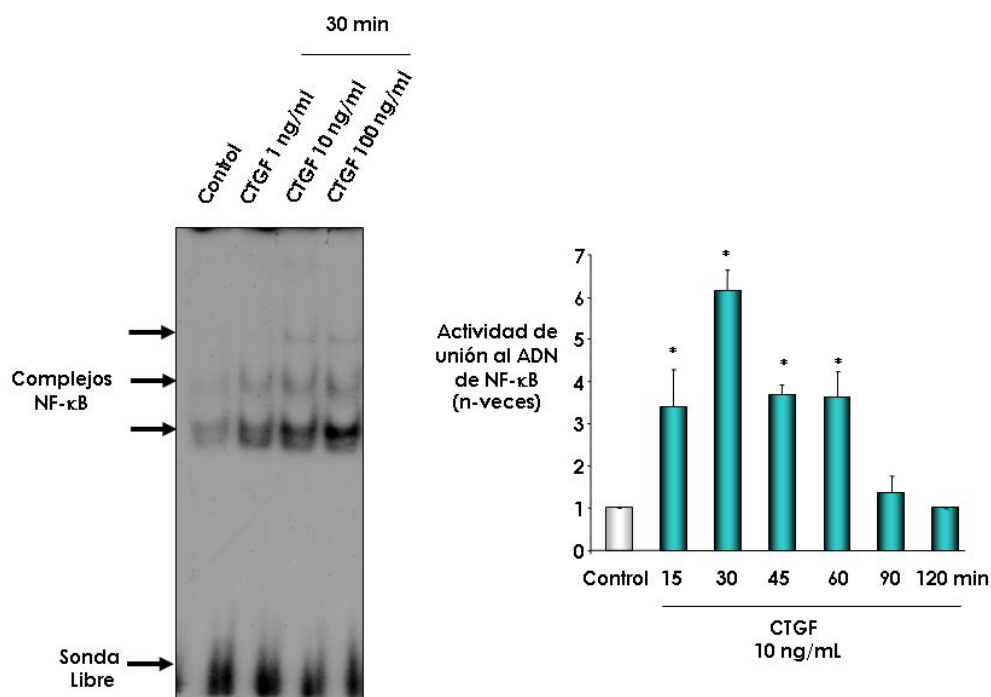 30 min
Control
CTGF 1 ng/ml
CTGF 10 ng/ml
CTGF 100 ng/ml
Complejos
NF-κB
Sonda
Libre
Actividad de
unión al ADN
de NF-κB
(n-veces)
7
6
5
4
3
2
1
0
*
*
*
*
Control 15 30 45 60 90 120 min
CTGF
10 ng/mL